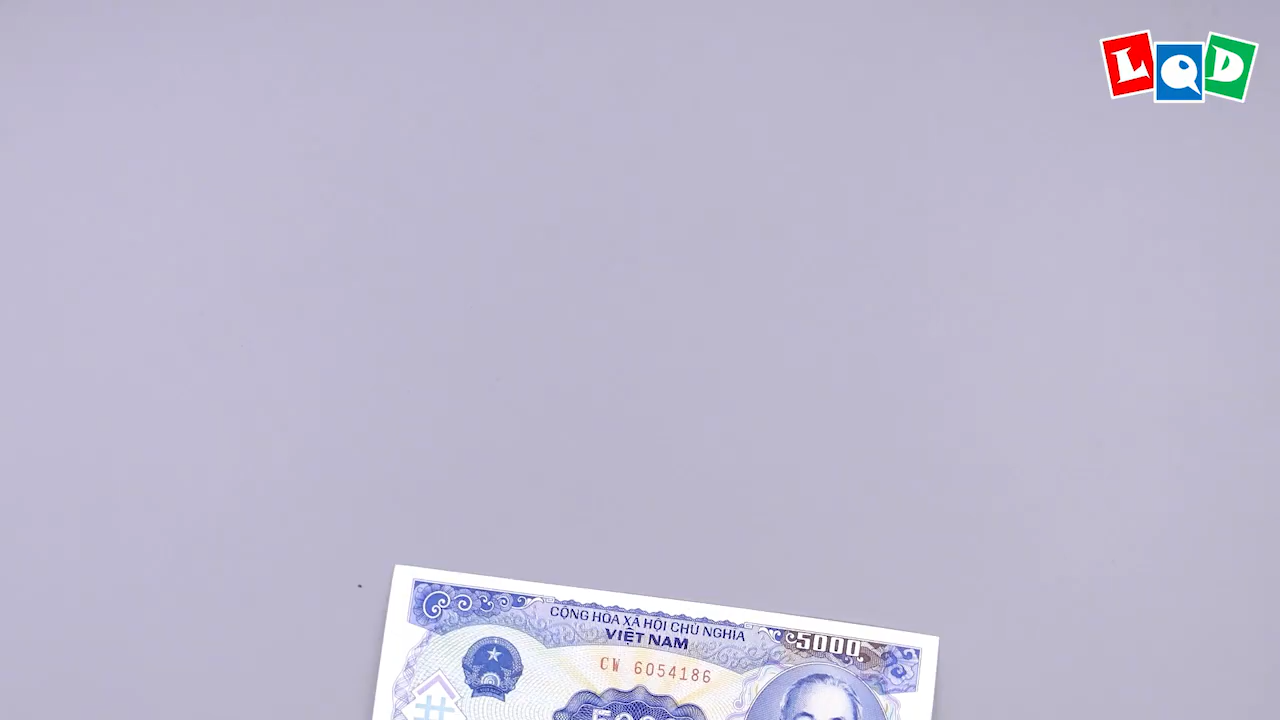 LQD
CỘNG HÒA XÃ HỘI CHỦ NGHĨA
VIỆT NAM
5000
CW 6054186